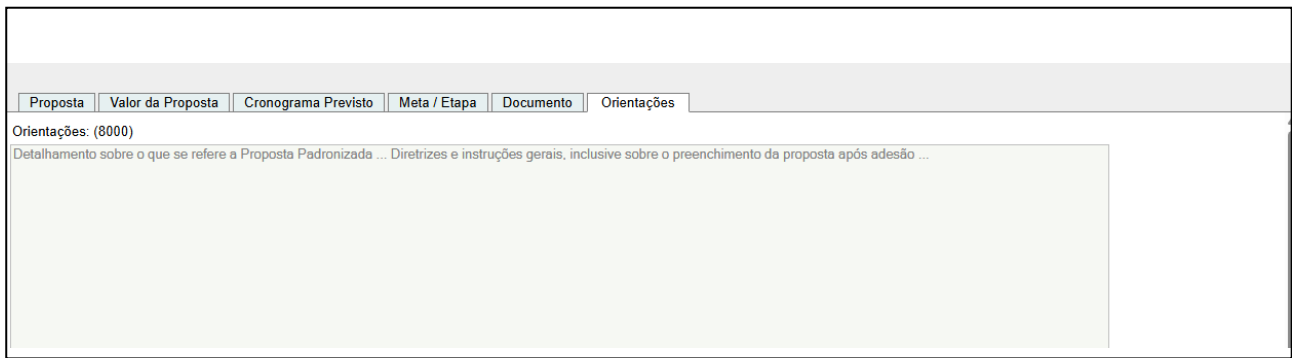 Proposta Valor da Proposta Cronograma Previsto Meta / Etapa Documento Orientações
Orientações: (8000)
Detalhamento sobre o que se refere a Proposta Padronizada ... Diretrizes e instruções gerais, inclusive sobre o preenchimento da proposta após adesão ...